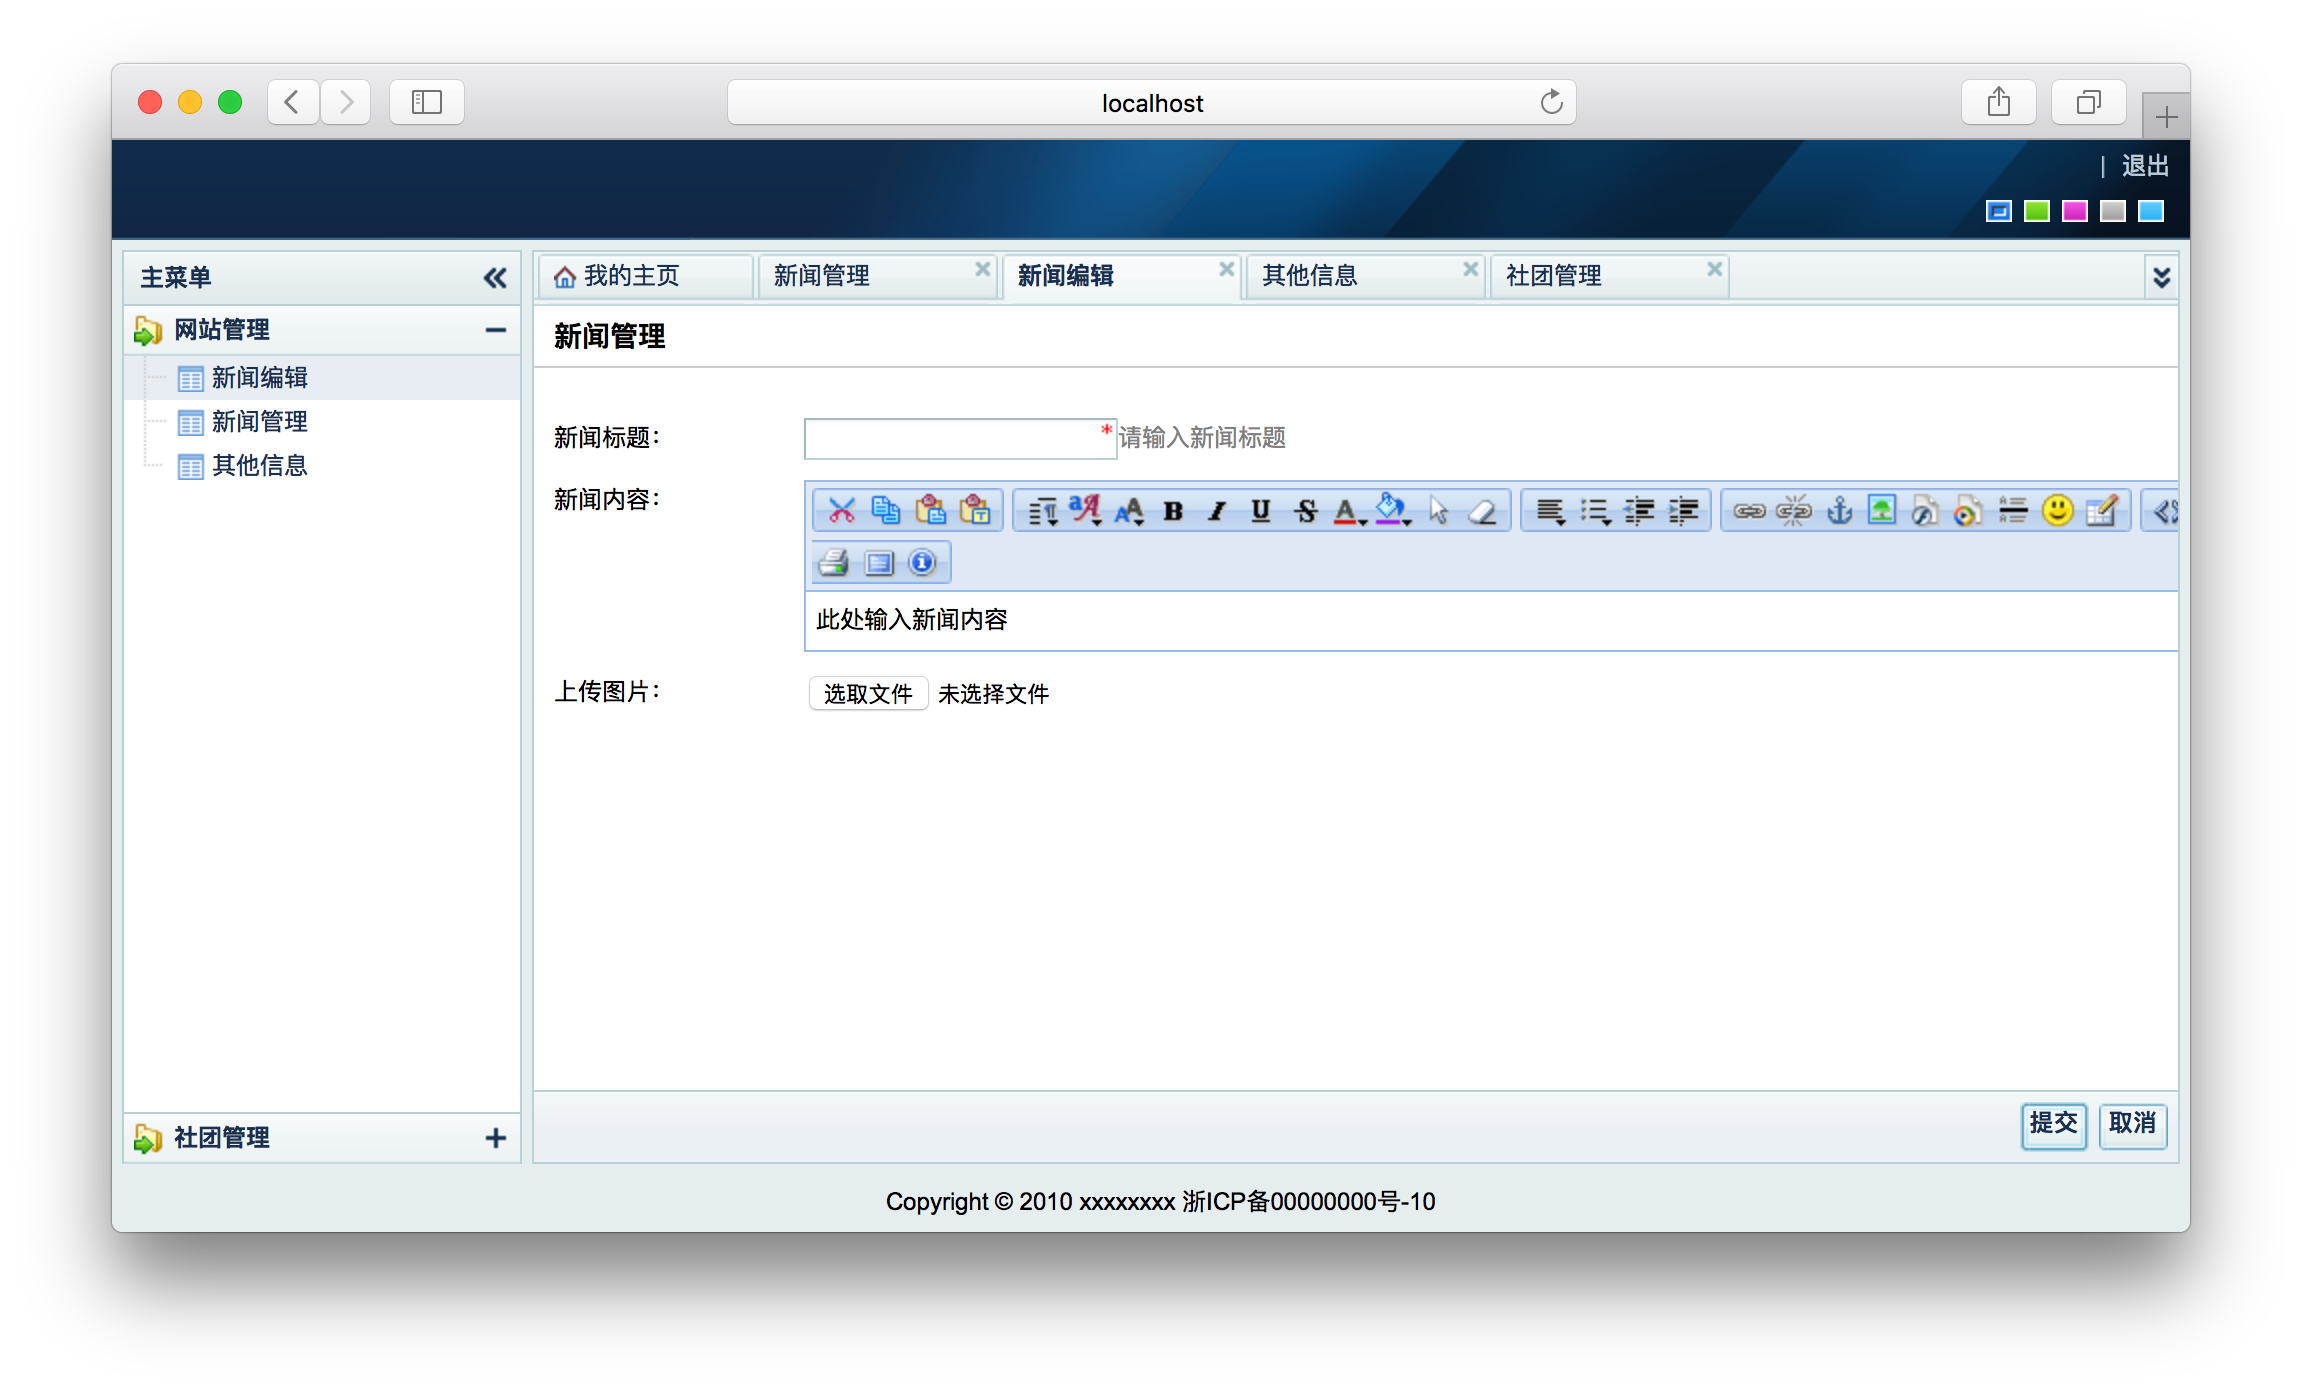 localhost
| 退出
主菜单
网站管理
新闻编辑
新闻管理
其他信息
社团管理
我的主页 新闻管理 新闻编辑 其他信息 社团管理
新闻管理
新闻标题： * 请输入新闻标题
新闻内容：
此处输入新闻内容
上传图片： 选取文件 未选择文件
提交 取消
Copyright © 2010 xxxxxxxx 浙ICP备00000000号-10